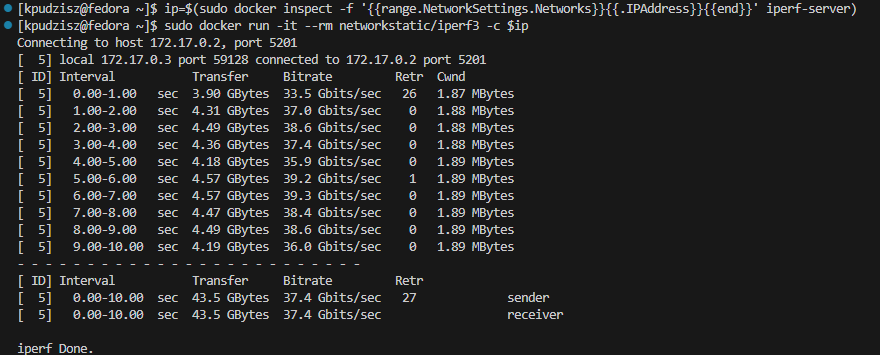 [kpudzisz@fedora ~]$ ip=$(sudo docker inspect -f '{{range.NetworkSettings.Networks}}{{.IPAddress}}{{end}}' iperf-server)
[kpudzisz@fedora ~]$ sudo docker run -it --rm networkstatic/iperf3 -c $ip
Connecting to host 172.17.0.2, port 5201
[  5] local 172.17.0.3 port 59128 connected to 172.17.0.2 port 5201
[ ID] Interval           Transfer     Bitrate         Retr  Cwnd
[  5]   0.00-1.00   sec  3.90 GBytes  33.5 Gbits/sec   26   1.87 MBytes
[  5]   1.00-2.00   sec  4.31 GBytes  37.0 Gbits/sec    0   1.88 MBytes
[  5]   2.00-3.00   sec  4.49 GBytes  38.6 Gbits/sec    0   1.88 MBytes
[  5]   3.00-4.00   sec  4.36 GBytes  37.4 Gbits/sec    0   1.88 MBytes
[  5]   4.00-5.00   sec  4.18 GBytes  35.9 Gbits/sec    0   1.89 MBytes
[  5]   5.00-6.00   sec  4.57 GBytes  39.2 Gbits/sec    1   1.89 MBytes
[  5]   6.00-7.00   sec  4.57 GBytes  39.3 Gbits/sec    0   1.89 MBytes
[  5]   7.00-8.00   sec  4.47 GBytes  38.4 Gbits/sec    0   1.89 MBytes
[  5]   8.00-9.00   sec  4.49 GBytes  38.6 Gbits/sec    0   1.89 MBytes
[  5]   9.00-10.00  sec  4.19 GBytes  36.0 Gbits/sec    0   1.89 MBytes
- - - - - - - - - - - - - - - - - - - - - - - - -
[ ID] Interval           Transfer     Bitrate         Retr
[  5]   0.00-10.00  sec  43.5 GBytes  37.4 Gbits/sec   27             sender
[  5]   0.00-10.00  sec  43.5 GBytes  37.4 Gbits/sec                  receiver
iperf Done.